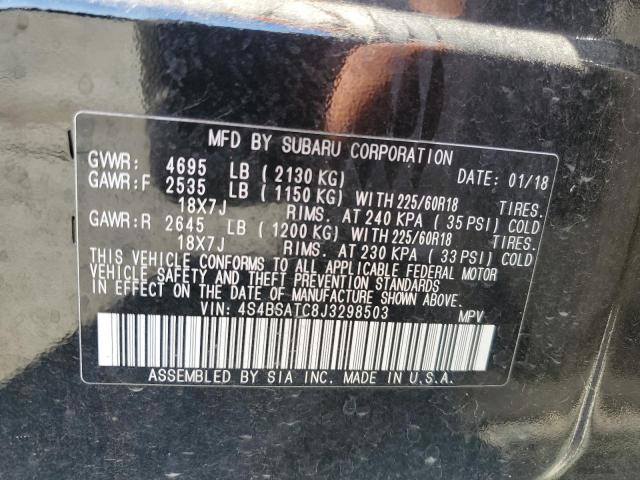 MFD BY SUBARU CORPORATION
GVWR: 4695 LB ( 2130 KG) DATE: 01/18
GAWR:F 2535 LB ( 1150 KG) WITH 225/60R18 TIRES.
18X7J RIMS. AT 240 KPA ( 35 PSI) COLD
GAWR:R 2645 LB ( 1200 KG) WITH 225/60R18 TIRES.
18X7J RIMS. AT 230 KPA ( 33 PSI) COLD
THIS VEHICLE CONFORMS TO ALL APPLICABLE FEDERAL MOTOR
VEHICLE SAFETY AND THEFT PREVENTION STANDARDS
IN EFFECT ON THE DATE OF MANUFACTURE SHOWN ABOVE.
VIN: 4S4BSATC8J3298503 MPV
ASSEMBLED BY SIA INC. MADE IN U.S.A.